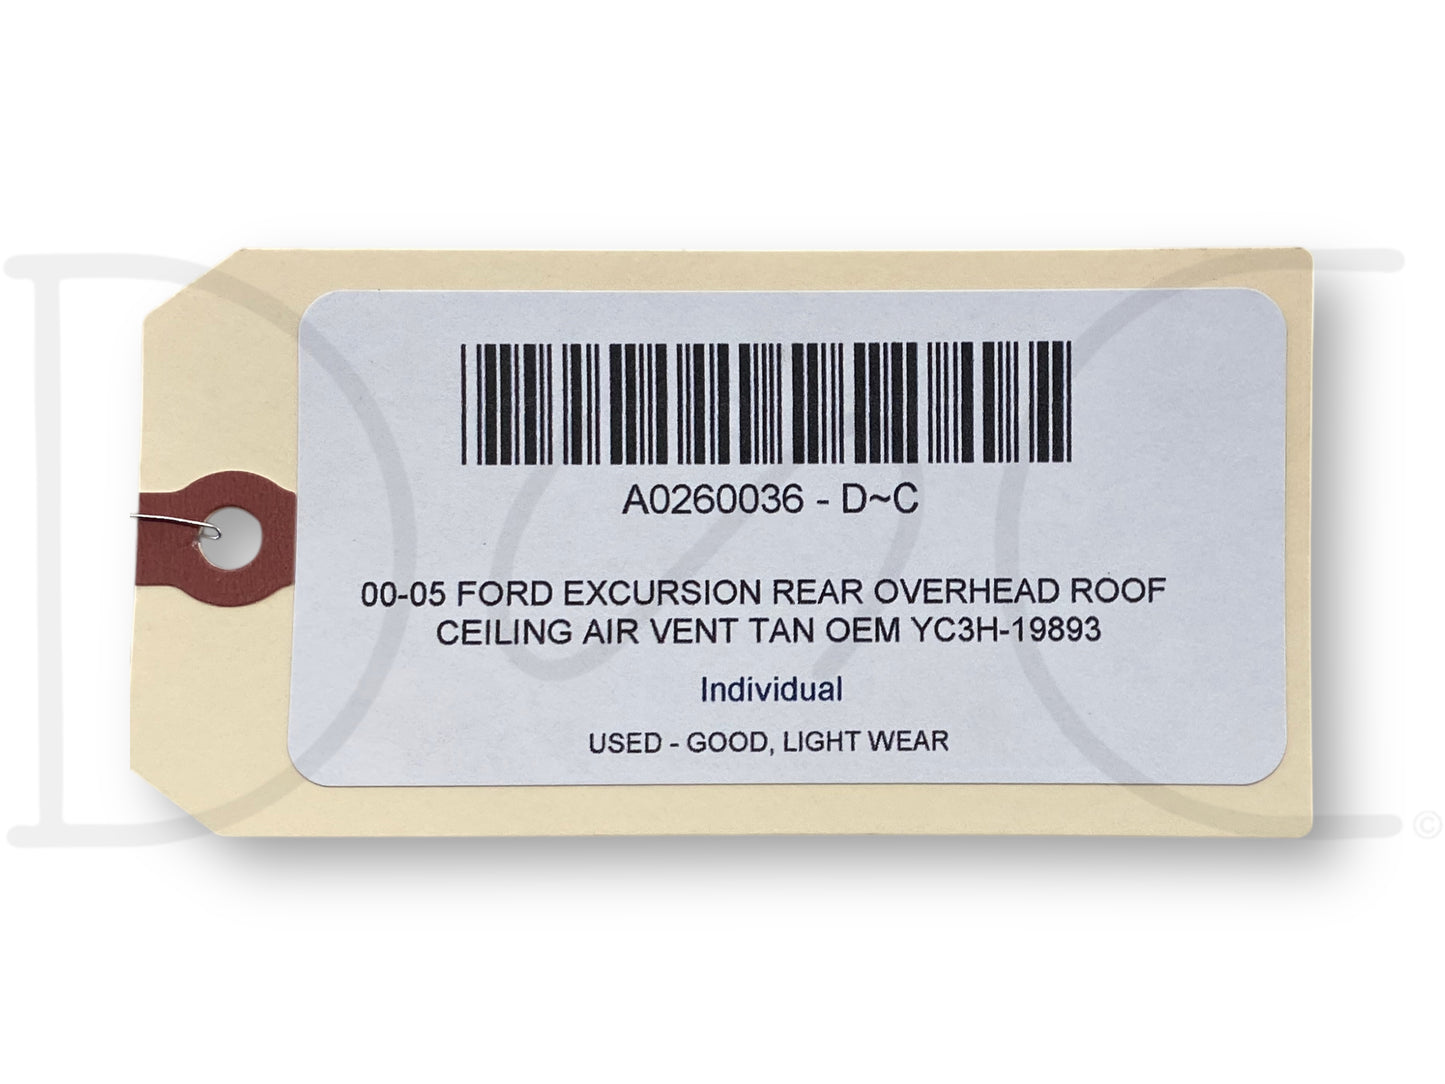 A0260036 - D~C
00-05 FORD EXCURSION REAR OVERHEAD ROOF
CEILING AIR VENT TAN OEM YC3H-19893
Individual
USED - GOOD, LIGHT WEAR
D~C
©